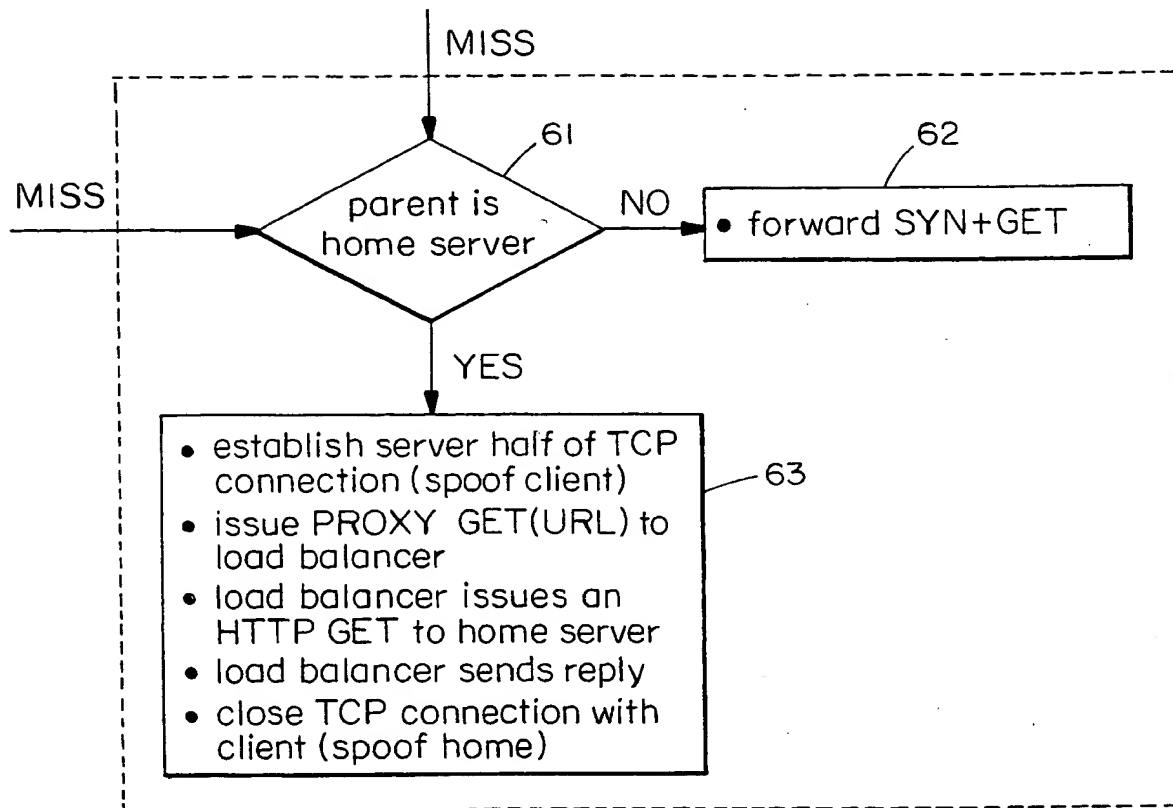 MISS
61
62
MISS
parent is
home server
NO
• forward SYN+GET
YES
• establish server half of TCP
connection (spoof client)
63
• issue PROXY GET(URL) to
load balancer
• load balancer issues an
HTTP GET to home server
• load balancer sends reply
• close TCP connection with
client (spoof home)